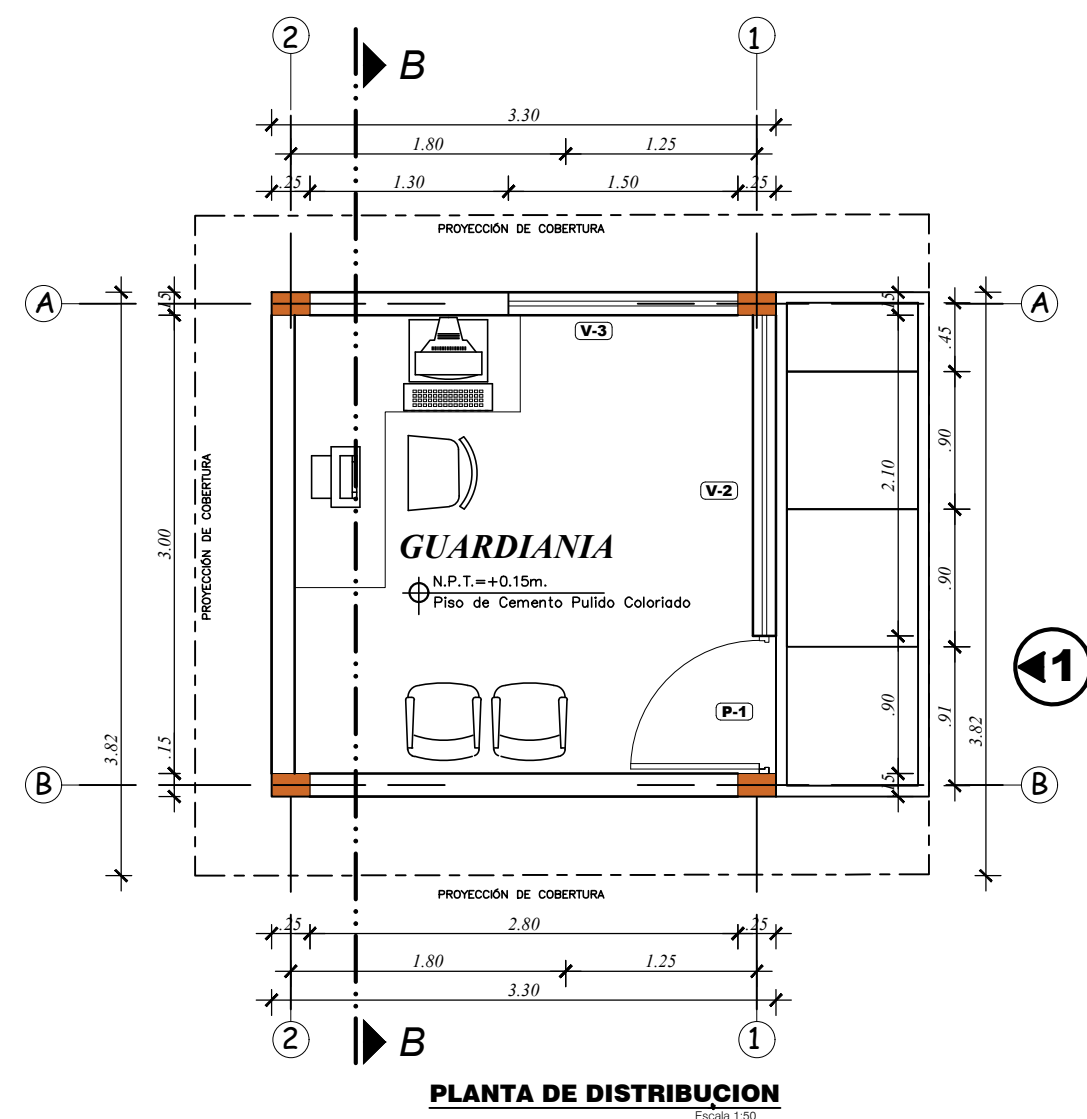 2
1
B
3.30
1.80
1.25
.25
1.30
1.50
.25
PROYECCIÓN DE COBERTURA
A
A
.15
.15
V-3
.45
.90
2.10
V-2
PROYECCIÓN DE COBERTURA
3.00
GUARDIANIA
N.P.T.=+0.15m.
Piso de Cemento Pulido Coloriado
.90
1
P-1
.90
.91
3.82
.15
3.82
B
.15
B
PROYECCIÓN DE COBERTURA
.25
2.80
.25
1.80
1.25
3.30
2
B
1
PLANTA DE DISTRIBUCION
Escala 1:50